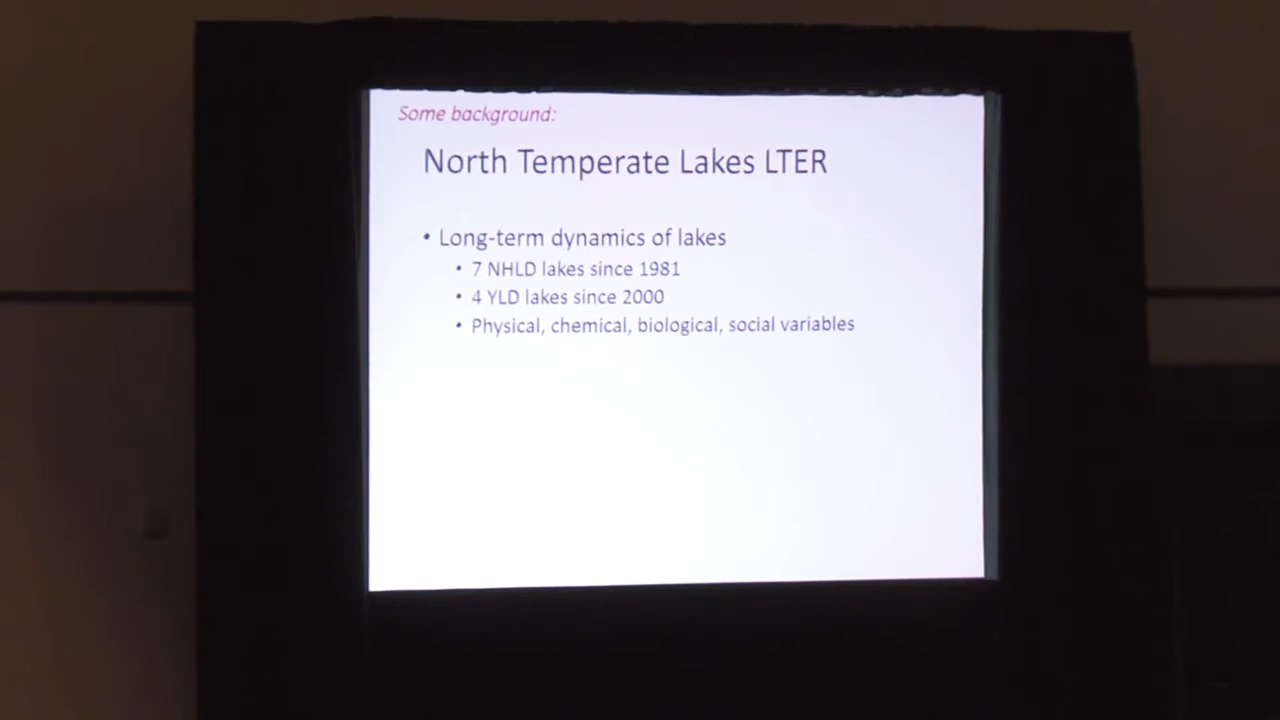 Some background:
North Temperate Lakes LTER
• Long-term dynamics of lakes
• 7 NHLD lakes since 1981
• 4 YLD lakes since 2000
• Physical, chemical, biological, social variables